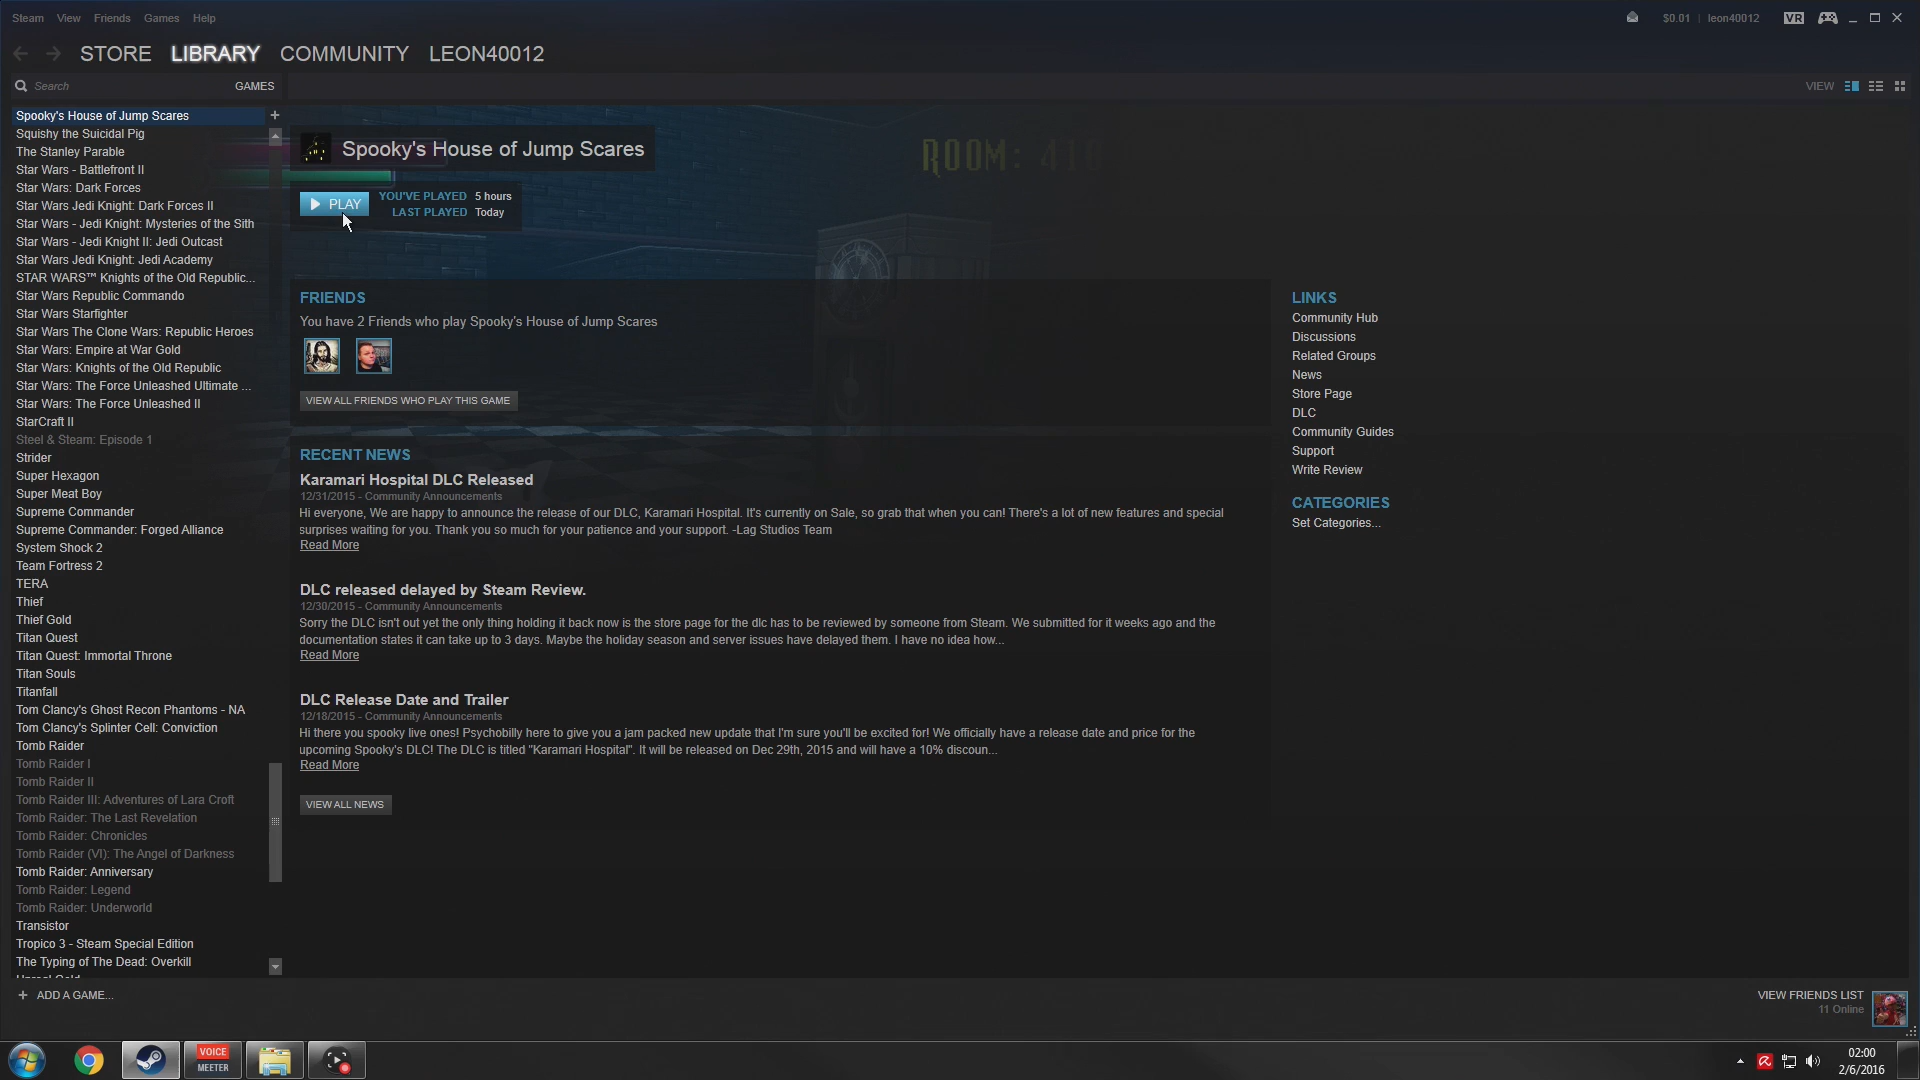 Steam View Friends Games Help
$0.01 | leon40012 VR
STORE LIBRARY COMMUNITY LEON40012
Search GAMES
VIEW
Spooky's House of Jump Scares
Squishy the Suicidal Pig
The Stanley Parable
Star Wars - Battlefront II
Star Wars: Dark Forces
Star Wars Jedi Knight: Dark Forces II
Star Wars - Jedi Knight: Mysteries of the Sith
Star Wars - Jedi Knight II: Jedi Outcast
Star Wars Jedi Knight: Jedi Academy
STAR WARS™ Knights of the Old Republic...
Star Wars Republic Commando
Star Wars Starfighter
Star Wars The Clone Wars: Republic Heroes
Star Wars: Empire at War Gold
Star Wars: Knights of the Old Republic
Star Wars: The Force Unleashed Ultimate ...
Star Wars: The Force Unleashed II
StarCraft II
Steel & Steam: Episode 1
Strider
Super Hexagon
Super Meat Boy
Supreme Commander
Supreme Commander: Forged Alliance
System Shock 2
Team Fortress 2
TERA
Thief
Thief Gold
Titan Quest
Titan Quest: Immortal Throne
Titan Souls
Titanfall
Tom Clancy's Ghost Recon Phantoms - NA
Tom Clancy's Splinter Cell: Conviction
Tomb Raider
Tomb Raider I
Tomb Raider II
Tomb Raider III: Adventures of Lara Croft
Tomb Raider: The Last Revelation
Tomb Raider: Chronicles
Tomb Raider (VI): The Angel of Darkness
Tomb Raider: Anniversary
Tomb Raider: Legend
Tomb Raider: Underworld
Transistor
Tropico 3 - Steam Special Edition
The Typing of The Dead: Overkill
+ ADD A GAME...
Spooky's House of Jump Scares
ROOM: 41
PLAY
YOU'VE PLAYED 5 hours
LAST PLAYED Today
FRIENDS
You have 2 Friends who play Spooky's House of Jump Scares
VIEW ALL FRIENDS WHO PLAY THIS GAME
RECENT NEWS
Karamari Hospital DLC Released
12/31/2015 - Community Announcements
Hi everyone, We are happy to announce the release of our DLC, Karamari Hospital. It's currently on Sale, so grab that when you can! There's a lot of new features and special
surprises waiting for you. Thank you so much for your patience and your support. -Lag Studios Team
Read More
DLC released delayed by Steam Review.
12/30/2015 - Community Announcements
Sorry the DLC isn't out yet the only thing holding it back now is the store page for the dlc has to be reviewed by someone from Steam. We submitted for it weeks ago and the
documentation states it can take up to 3 days. Maybe the holiday season and server issues have delayed them. I have no idea how...
Read More
DLC Release Date and Trailer
12/18/2015 - Community Announcements
Hi there you spooky live ones! Psychobilly here to give you a jam packed new update that I'm sure you'll be excited for! We officially have a release date and price for the
upcoming Spooky's DLC! The DLC is titled "Karamari Hospital". It will be released on Dec 29th, 2015 and will have a 10% discoun...
Read More
VIEW ALL NEWS
LINKS
Community Hub
Discussions
Related Groups
News
Store Page
DLC
Community Guides
Support
Write Review
CATEGORIES
Set Categories...
VIEW FRIENDS LIST
11 Online
VOICE
MEETER
02:00
2/6/2016